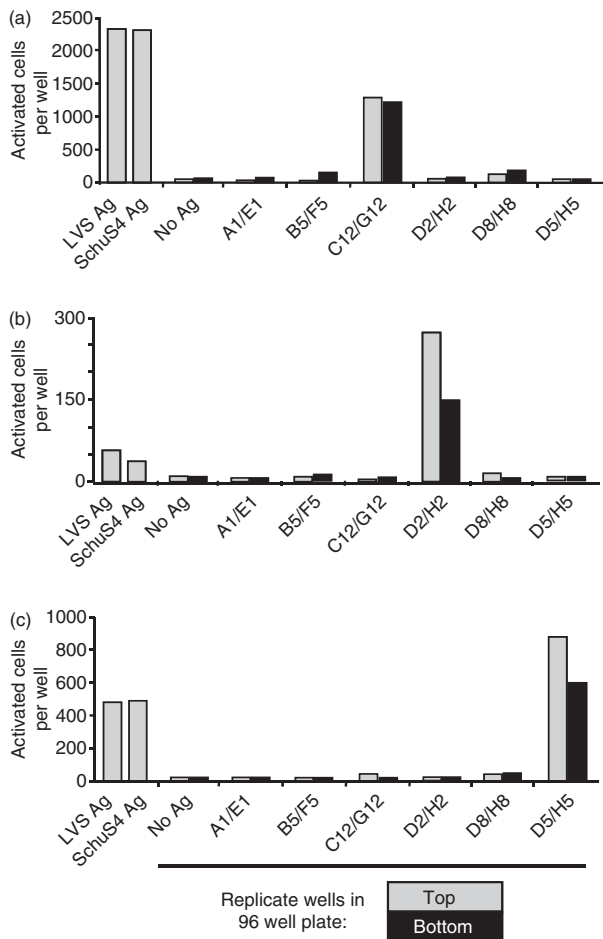 (a)
Activated cells
per well
2500
2000
1500
1000
500
0
LVS Ag
SchuS4 Ag
No Ag
A1/E1
B5/F5
C12/G12
D2/H2
D8/H8
D5/H5
(b)
Activated cells
per well
300
150
0
LVS Ag
SchuS4 Ag
No Ag
A1/E1
B5/F5
C12/G12
D2/H2
D8/H8
D5/H5
(c)
Activated cells
per well
1000
800
600
400
200
0
LVS Ag
SchuS4 Ag
No Ag
A1/E1
B5/F5
C12/G12
D2/H2
D8/H8
D5/H5
Replicate wells in
96 well plate:
Top
Bottom